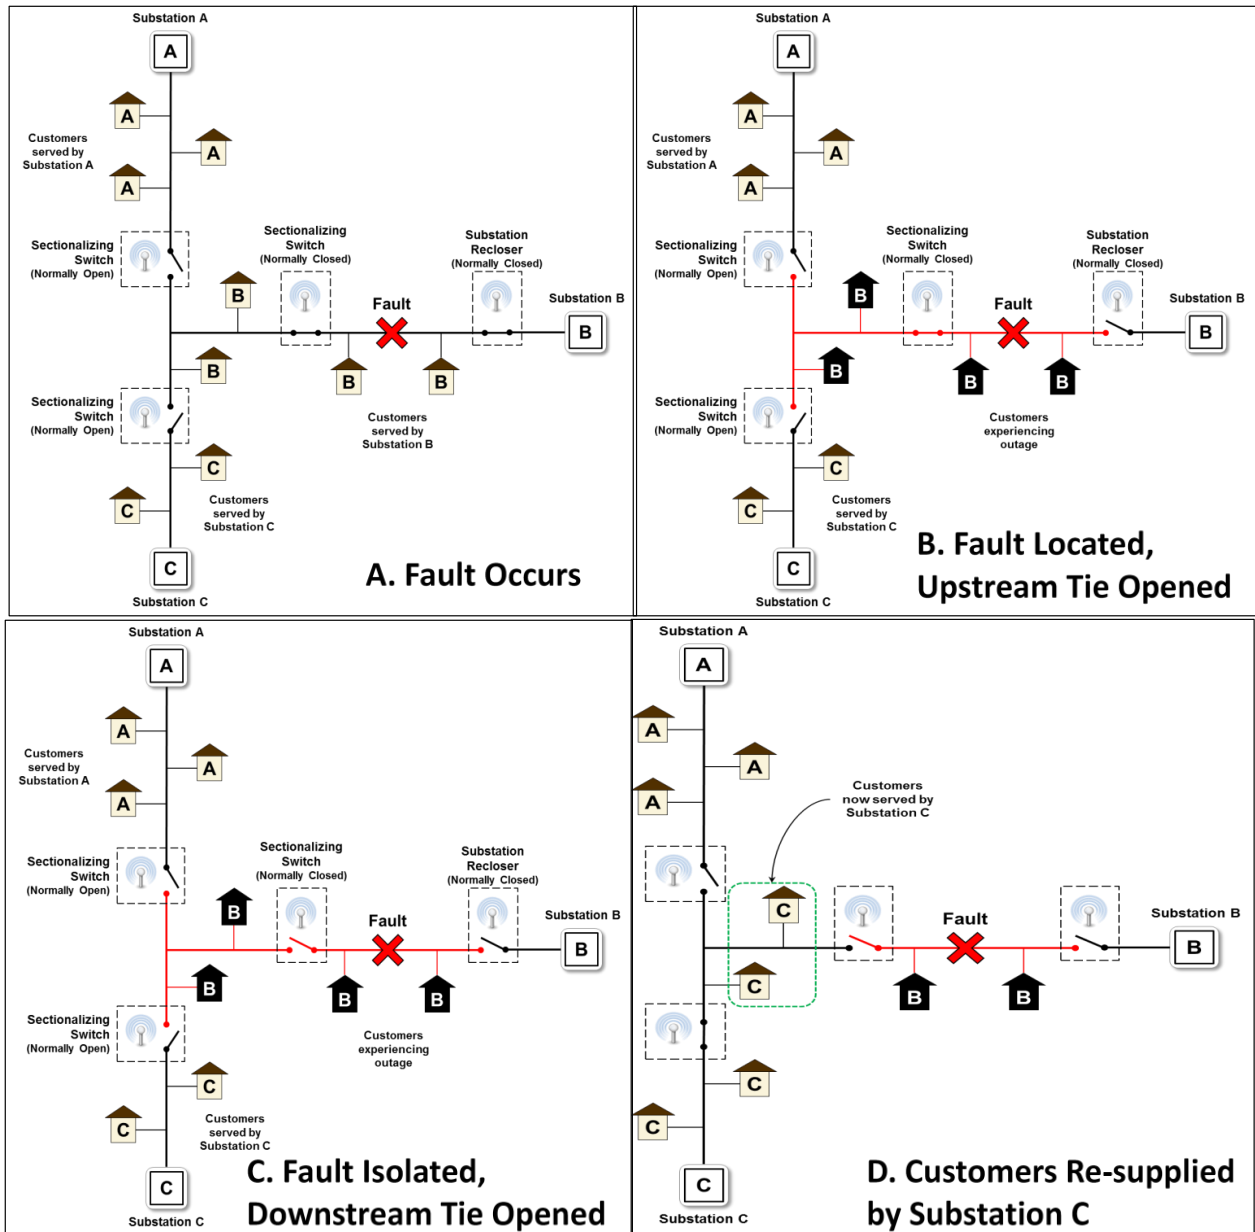 Substation A
A
A
Customers
served by
Substation A
A
A
Sectionalizing
Switch
(Normally Open)
Sectionalizing
Switch
(Normally Closed)
Substation
Recloser
(Normally Closed)
B
Fault
Substation B
B
B
B
B
Sectionalizing
Switch
(Normally Open)
Customers
served by
Substation B
C
C
Customers
served by
Substation C
C
Substation C
A. Fault Occurs
Substation A
A
A
Customers
served by
Substation A
A
A
Sectionalizing
Switch
(Normally Open)
Sectionalizing
Switch
(Normally Closed)
Substation
Recloser
(Normally Closed)
B
Fault
Substation B
B
B
B
B
Sectionalizing
Switch
(Normally Open)
Customers
experiencing
outage
C
C
Customers
served by
Substation C
C
Substation C
B. Fault Located,
Upstream Tie Opened
Substation A
A
A
Customers
served by
Substation A
A
A
Sectionalizing
Switch
(Normally Open)
Sectionalizing
Switch
(Normally Closed)
Substation
Recloser
(Normally Closed)
B
Fault
Substation B
B
B
B
B
Sectionalizing
Switch
(Normally Open)
Customers
experiencing
outage
C
C
Customers
served by
Substation C
C
Substation C
C. Fault Isolated,
Downstream Tie Opened
Substation A
A
A
A
A
Customers
now served by
Substation C
C
Fault
Substation B
B
C
B
B
C
C
C
Substation C
D. Customers Re-supplied
by Substation C